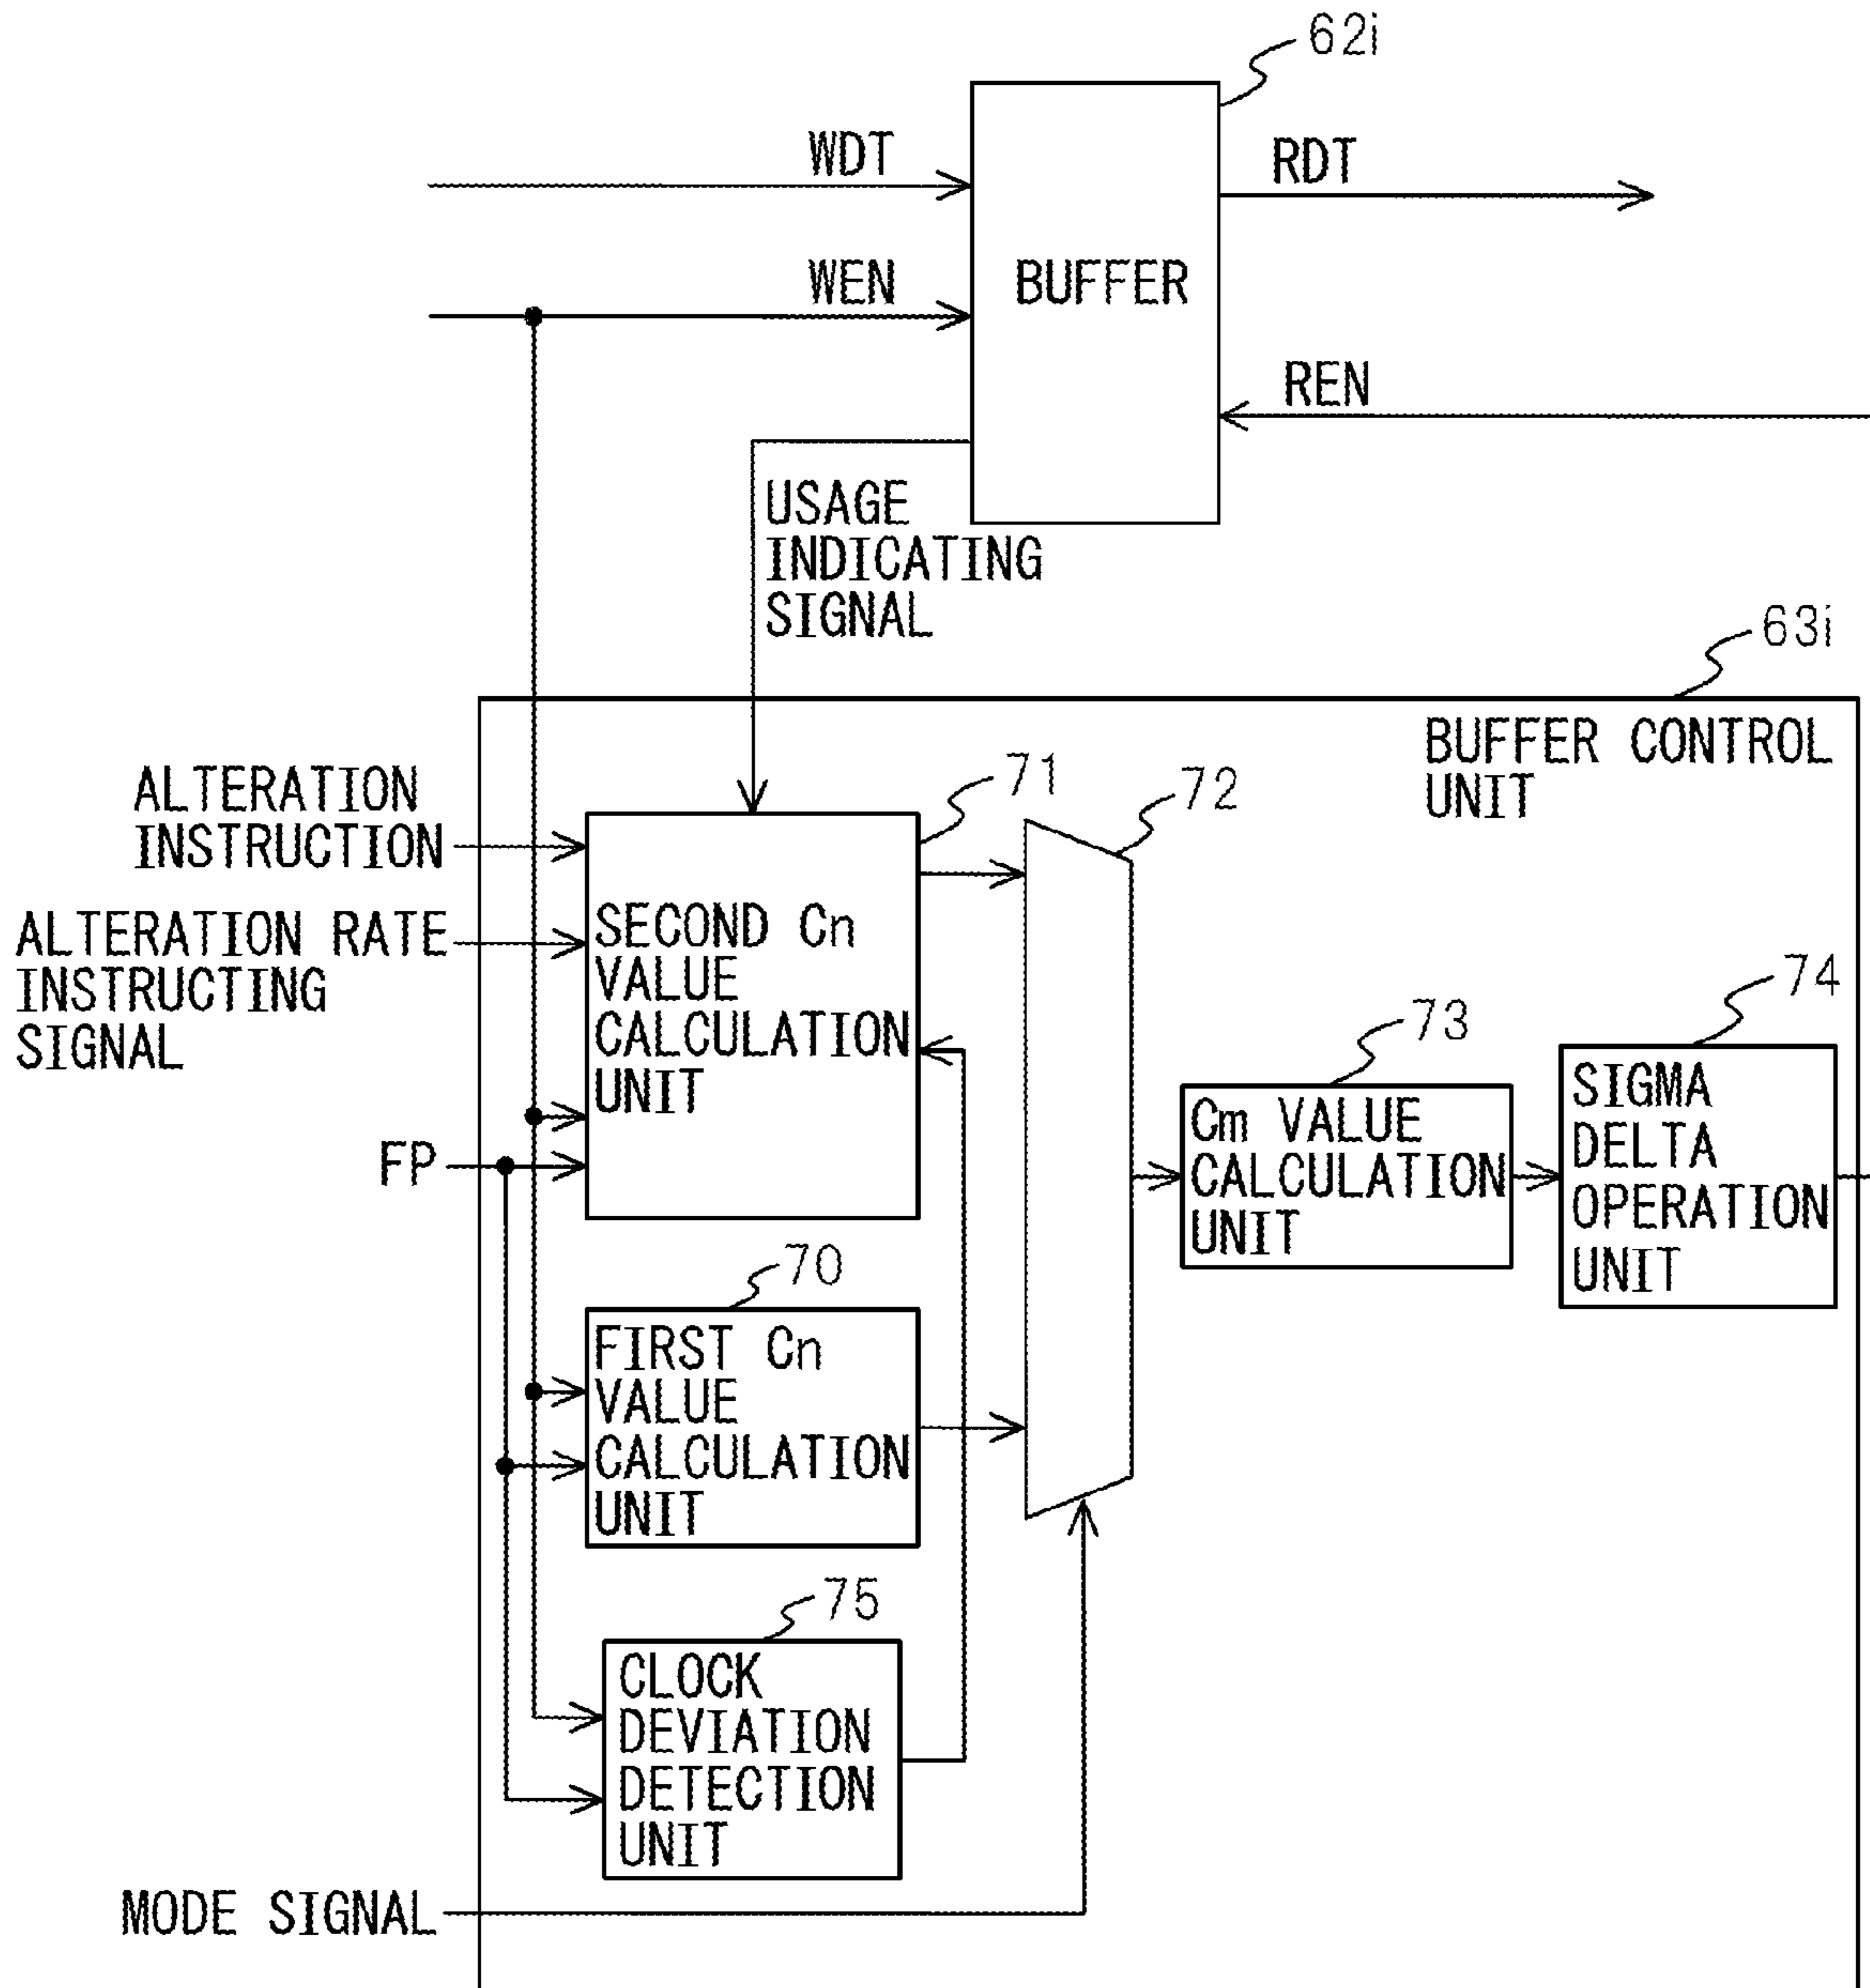 62i
WDT
RDT
WEN
BUFFER
REN
USAGE
INDICATING
SIGNAL
63i
BUFFER CONTROL
UNIT
ALTERATION
INSTRUCTION
71
72
ALTERATION RATE
INSTRUCTING
SIGNAL
SECOND Cn
VALUE
CALCULATION
UNIT
FP
73
74
Cm VALUE
CALCULATION
UNIT
SIGMA
DELTA
OPERATION
UNIT
70
FIRST Cn
VALUE
CALCULATION
UNIT
75
CLOCK
DEVIATION
DETECTION
UNIT
MODE SIGNAL